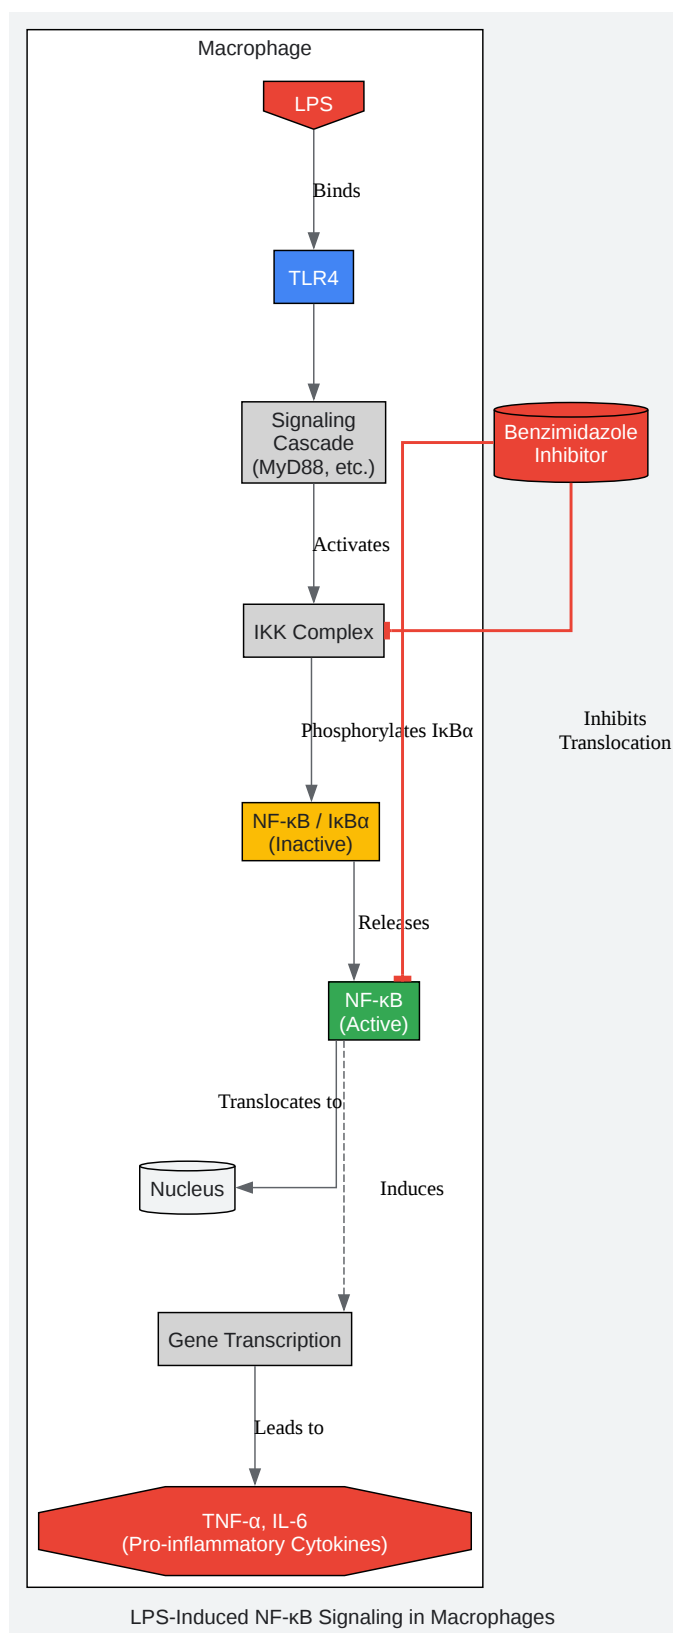 Macrophage
LPS
Binds
TLR4
Signaling
Cascade
(MyD88, etc.)
Benzimidazole
Inhibitor
Activates
IKK Complex
Inhibits
Translocation
Phosphorylates IκBα
NF-κB / IκBα
(Inactive)
Releases
NF-κB
(Active)
Translocates to
Nucleus
Induces
Gene Transcription
Leads to
TNF-α, IL-6
(Pro-inflammatory Cytokines)
LPS-Induced NF-κB Signaling in Macrophages